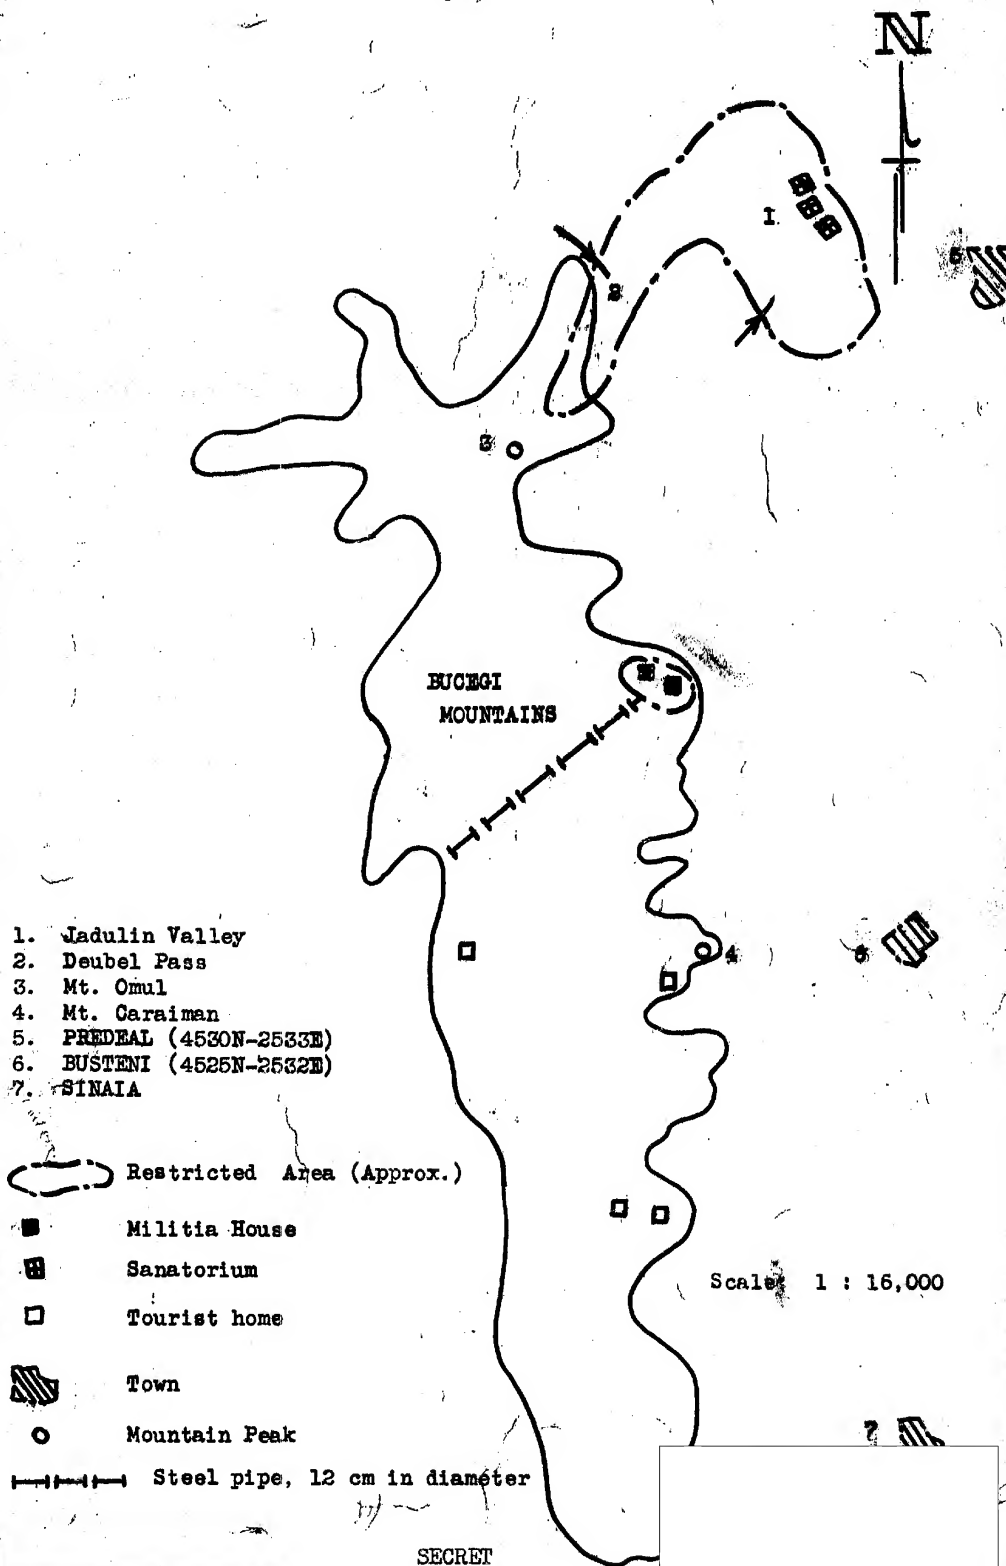 N
1
5
2
3
BUCEGI
MOUNTAINS
4
6
1. Jadulin Valley
2. Deubel Pass
3. Mt. Omul
4. Mt. Caraiman
5. PREDEAL (4530N-2533E)
6. BUSTENI (4525N-2532E)
7. SINAIA
Restricted Area (Approx.)
Militia House
Sanatorium
Scale: 1 : 16,000
Tourist home
Town
7
Mountain Peak
Steel pipe, 12 cm in diameter
SECRET